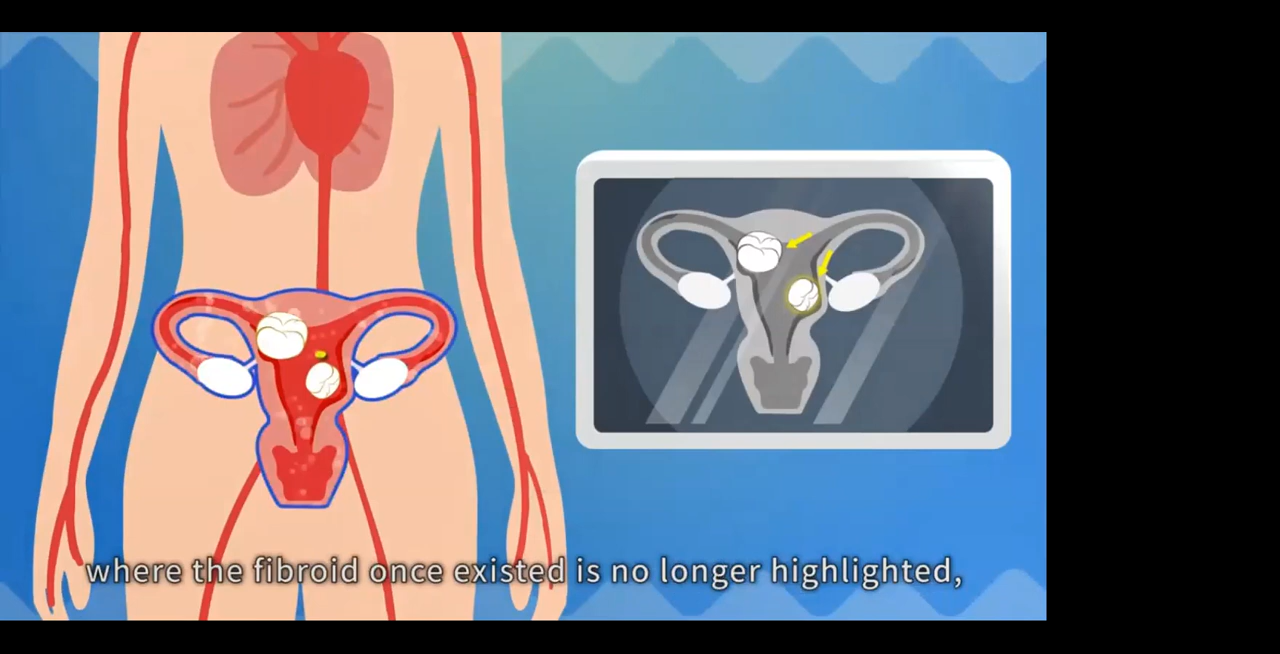 where the fibroid once existed is no longer highlighted,